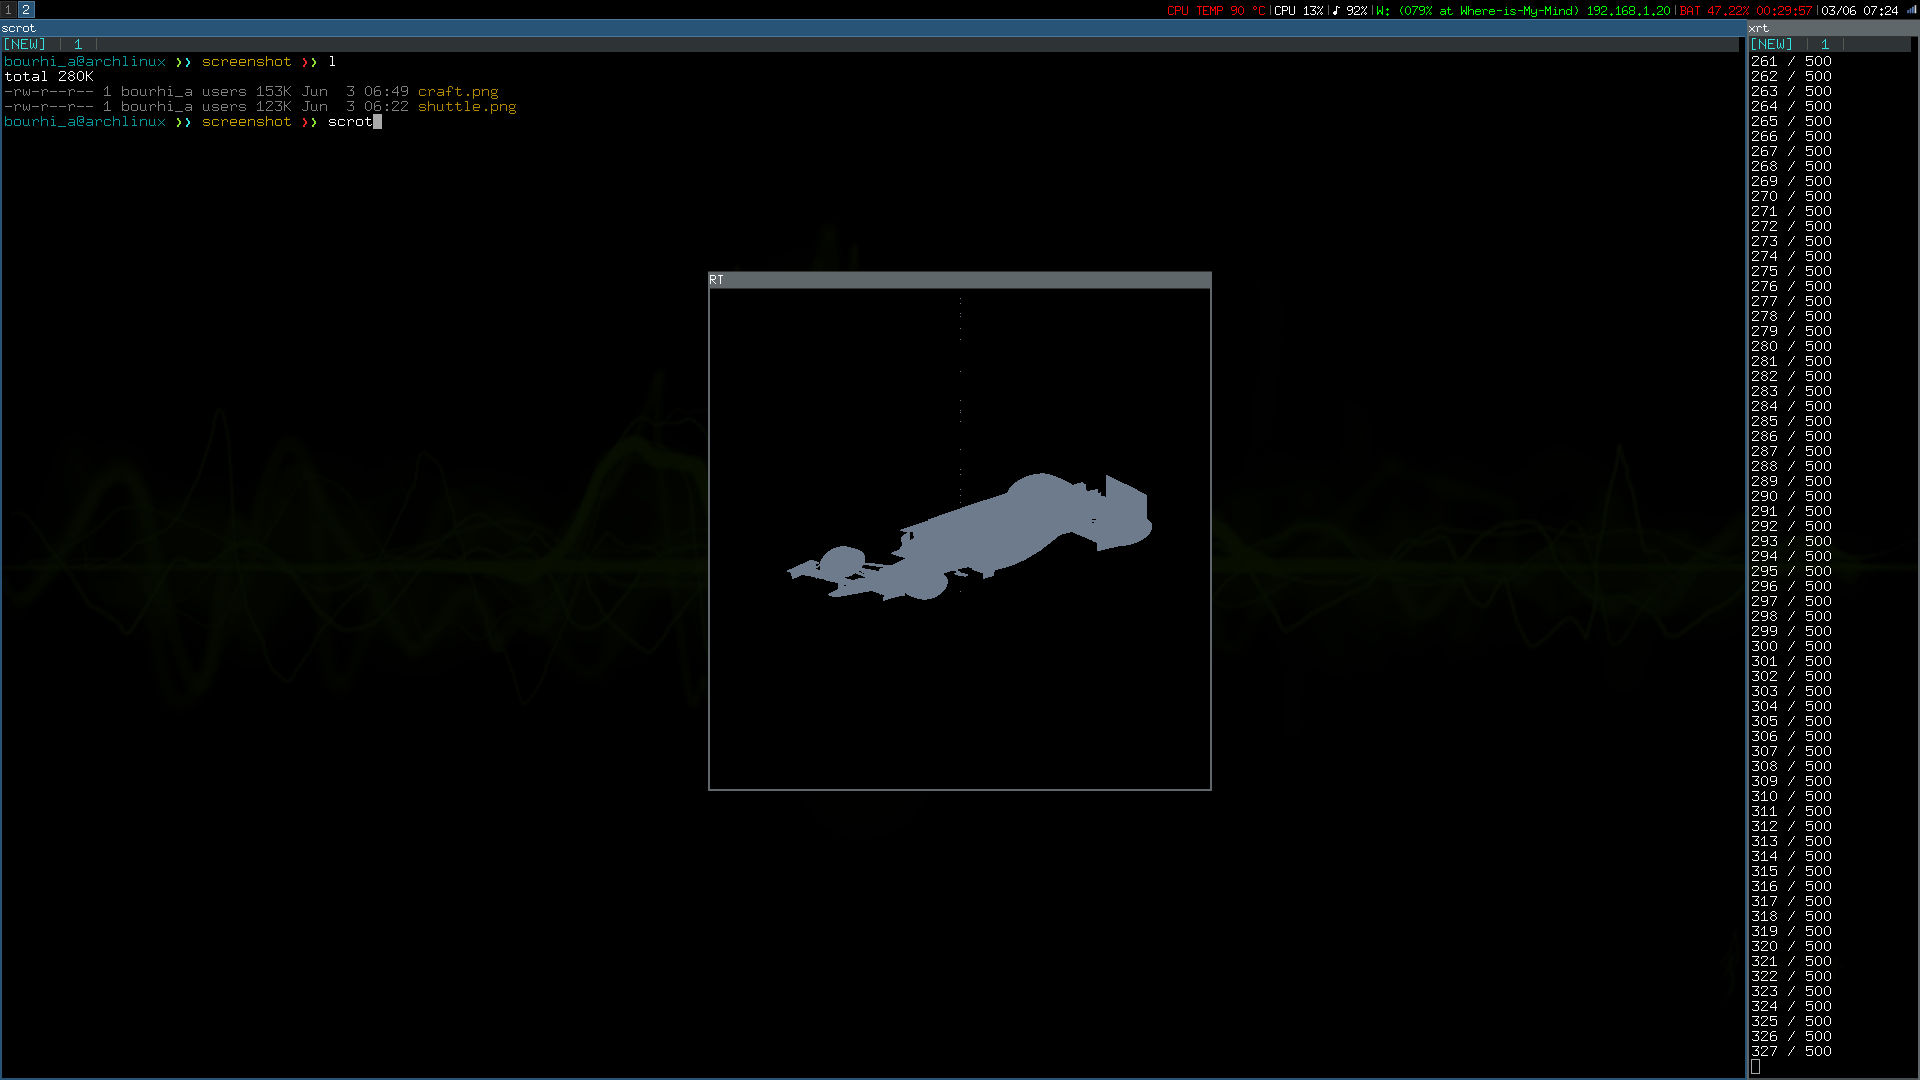 1 2
CPU TEMP 90 °C|CPU 13%|♪ 92%|W: (079% at Where-is-My-Mind) 192.168.1.20|BAT 47.22% 00:29:57|03/06 07:24
scrot
[NEW] | 1 |
bourhi_a@archlinux ❯❯ screenshot ❯❯ l
total 280K
-rw-r--r-- 1 bourhi_a users 153K Jun  3 06:49 craft.png
-rw-r--r-- 1 bourhi_a users 123K Jun  3 06:22 shuttle.png
bourhi_a@archlinux ❯❯ screenshot ❯❯ scrot
RT
xrt
[NEW] | 1 |
261 / 500
262 / 500
263 / 500
264 / 500
265 / 500
266 / 500
267 / 500
268 / 500
269 / 500
270 / 500
271 / 500
272 / 500
273 / 500
274 / 500
275 / 500
276 / 500
277 / 500
278 / 500
279 / 500
280 / 500
281 / 500
282 / 500
283 / 500
284 / 500
285 / 500
286 / 500
287 / 500
288 / 500
289 / 500
290 / 500
291 / 500
292 / 500
293 / 500
294 / 500
295 / 500
296 / 500
297 / 500
298 / 500
299 / 500
300 / 500
301 / 500
302 / 500
303 / 500
304 / 500
305 / 500
306 / 500
307 / 500
308 / 500
309 / 500
310 / 500
311 / 500
312 / 500
313 / 500
314 / 500
315 / 500
316 / 500
317 / 500
318 / 500
319 / 500
320 / 500
321 / 500
322 / 500
323 / 500
324 / 500
325 / 500
326 / 500
327 / 500